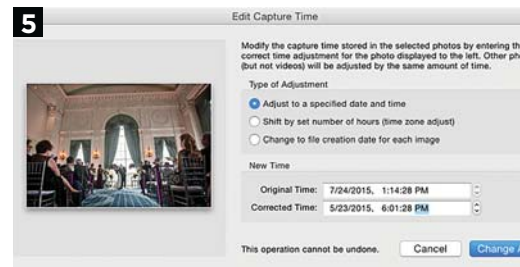 5
Edit Capture Time
Modify the capture time stored in the selected photos by entering
correct time adjustment for the photo displayed to the left. Other
(but not videos) will be adjusted by the same amount of time.
Type of Adjustment
Adjust to a specified date and time
Shift by set number of hours (time zone adjust)
Change to file creation date for each image
New Time
Original Time: 7/24/2015, 1:14:28 PM
Corrected Time: 5/23/2015, 6:01:28 PM
This operation cannot be undone. Cancel Change